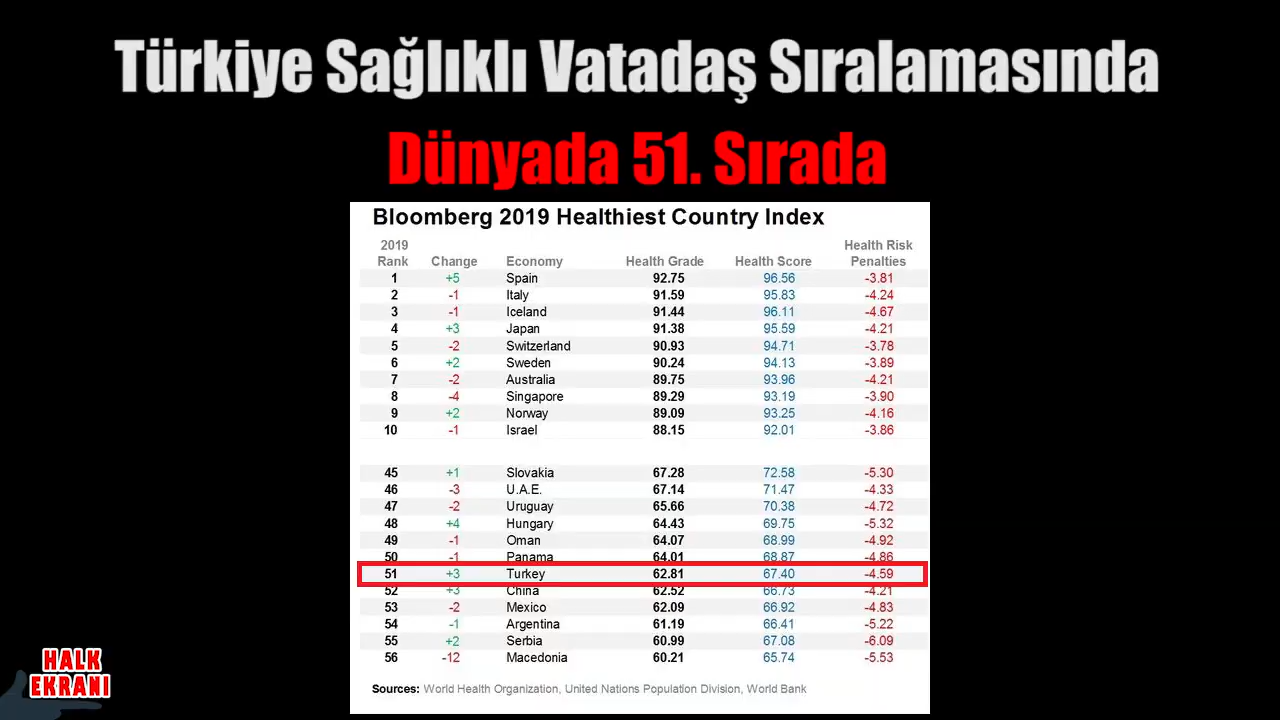 Türkiye Sağlıklı Vatadaş Sıralamasında
Dünyada 51. Sırada
Bloomberg 2019 Healthiest Country Index
2019 Health Risk
Rank Change Economy Health Grade Health Score Penalties
1 +5 Spain 92.75 96.56 -3.81
2 -1 Italy 91.59 95.83 -4.24
3 -1 Iceland 91.44 96.11 -4.67
4 +3 Japan 91.38 95.59 -4.21
5 -2 Switzerland 90.93 94.71 -3.78
6 +2 Sweden 90.24 94.13 -3.89
7 -2 Australia 89.75 93.96 -4.21
8 -4 Singapore 89.29 93.19 -3.90
9 +2 Norway 89.09 93.25 -4.16
10 -1 Israel 88.15 92.01 -3.86
45 +1 Slovakia 67.28 72.58 -5.30
46 -3 U.A.E. 67.14 71.47 -4.33
47 -2 Uruguay 65.66 70.38 -4.72
48 +4 Hungary 64.43 69.75 -5.32
49 -1 Oman 64.07 68.99 -4.92
50 -1 Panama 64.01 68.87 -4.86
51 +3 Turkey 62.81 67.40 -4.59
52 +3 China 62.52 66.73 -4.21
53 -2 Mexico 62.09 66.92 -4.83
54 -1 Argentina 61.19 66.41 -5.22
55 +2 Serbia 60.99 67.08 -6.09
56 -12 Macedonia 60.21 65.74 -5.53
Sources: World Health Organization, United Nations Population Division, World Bank
HALK
EKRANI